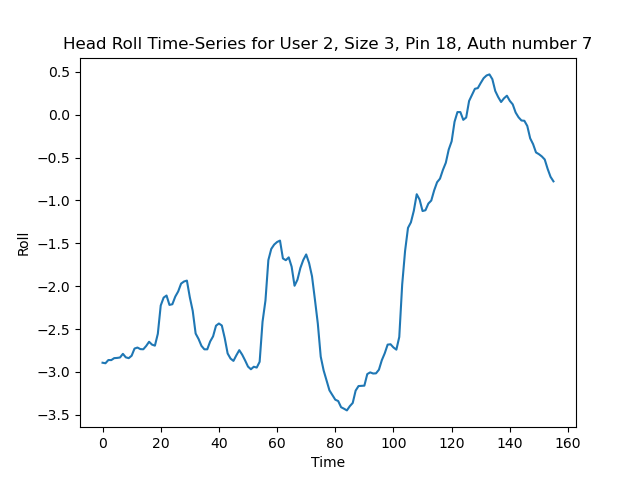 Head Roll Time-Series for User 2, Size 3, Pin 18, Auth number 7
0.5
0.0
−0.5
−1.0
−1.5
−2.0
−2.5
−3.0
−3.5
Roll
0 20 40 60 80 100 120 140 160
Time